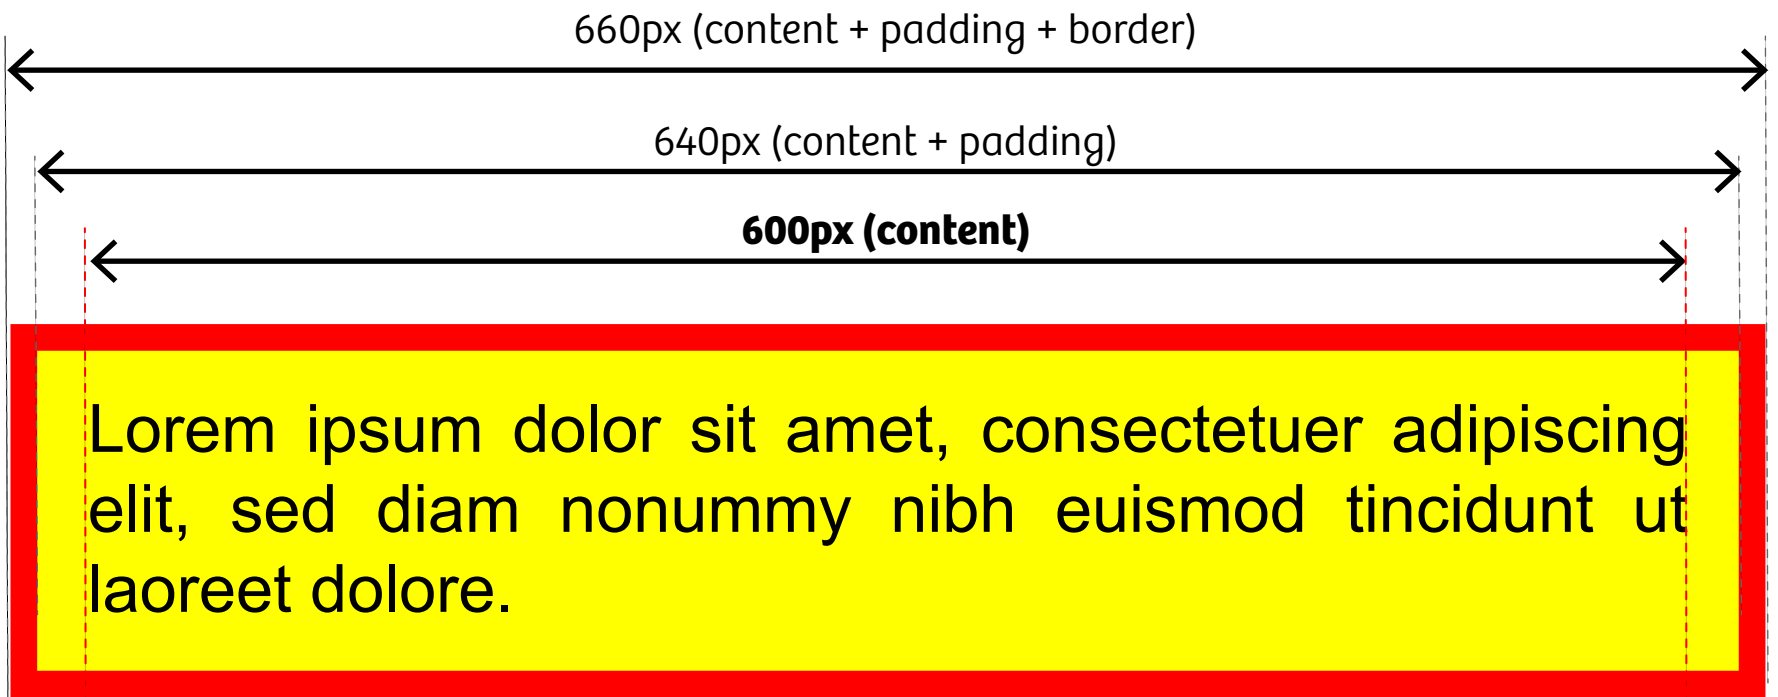 660px (content + padding + border)
640px (content + padding)
600px (content)
Lorem ipsum dolor sit amet, consectetuer adipiscing
elit, sed diam nonummy nibh euismod tincidunt ut
laoreet dolore.